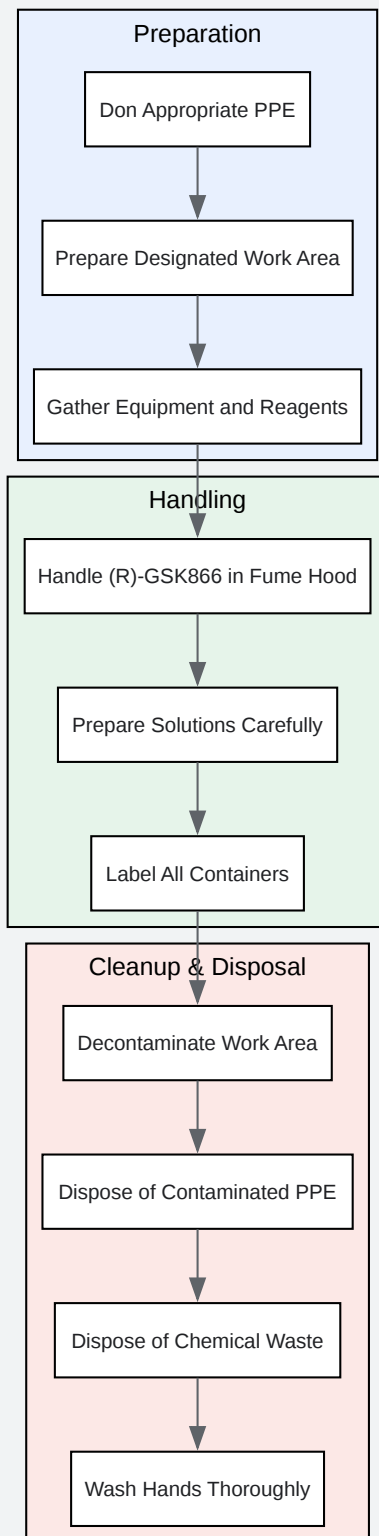 Preparation
Don Appropriate PPE
Prepare Designated Work Area
Gather Equipment and Reagents
Handling
Handle (R)-GSK866 in Fume Hood
Prepare Solutions Carefully
Label All Containers
Cleanup & Disposal
Decontaminate Work Area
Dispose of Contaminated PPE
Dispose of Chemical Waste
Wash Hands Thoroughly